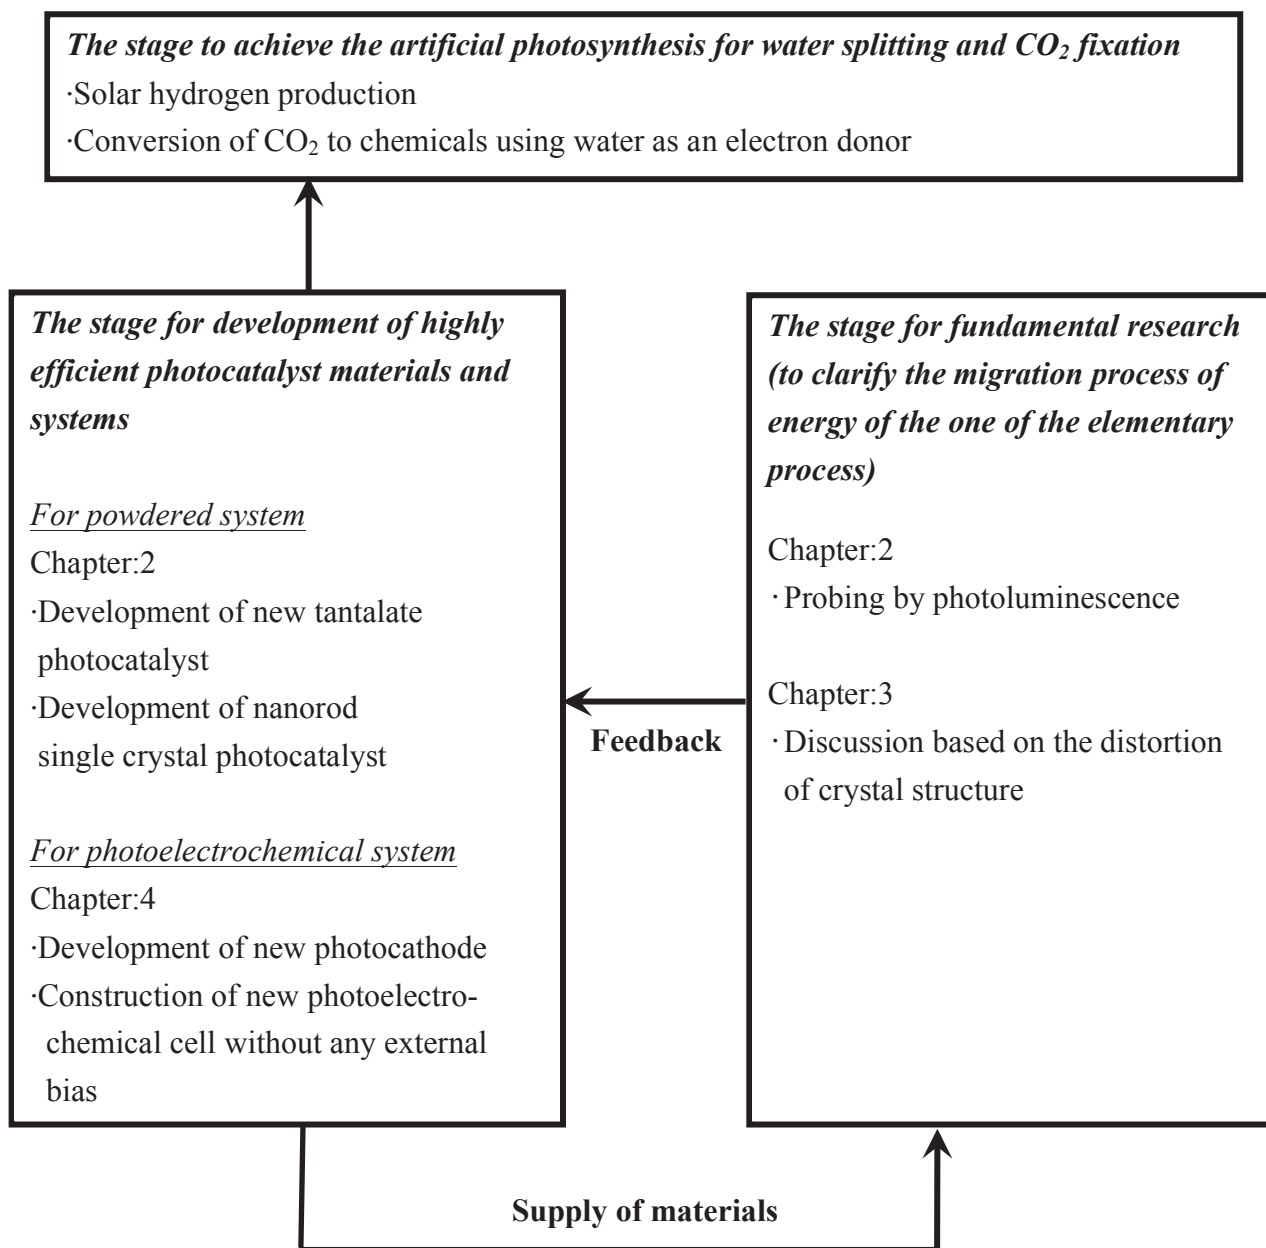 The stage to achieve the artificial photosynthesis for water splitting and CO₂ fixation
·Solar hydrogen production
·Conversion of CO₂ to chemicals using water as an electron donor
The stage for development of highly
efficient photocatalyst materials and
systems
For powdered system
Chapter:2
·Development of new tantalate
photocatalyst
·Development of nanorod
single crystal photocatalyst
For photoelectrochemical system
Chapter:4
·Development of new photocathode
·Construction of new photoelectro-
chemical cell without any external
bias
Feedback
The stage for fundamental research
(to clarify the migration process of
energy of the one of the elementary
process)
Chapter:2
·Probing by photoluminescence
Chapter:3
·Discussion based on the distortion
of crystal structure
Supply of materials